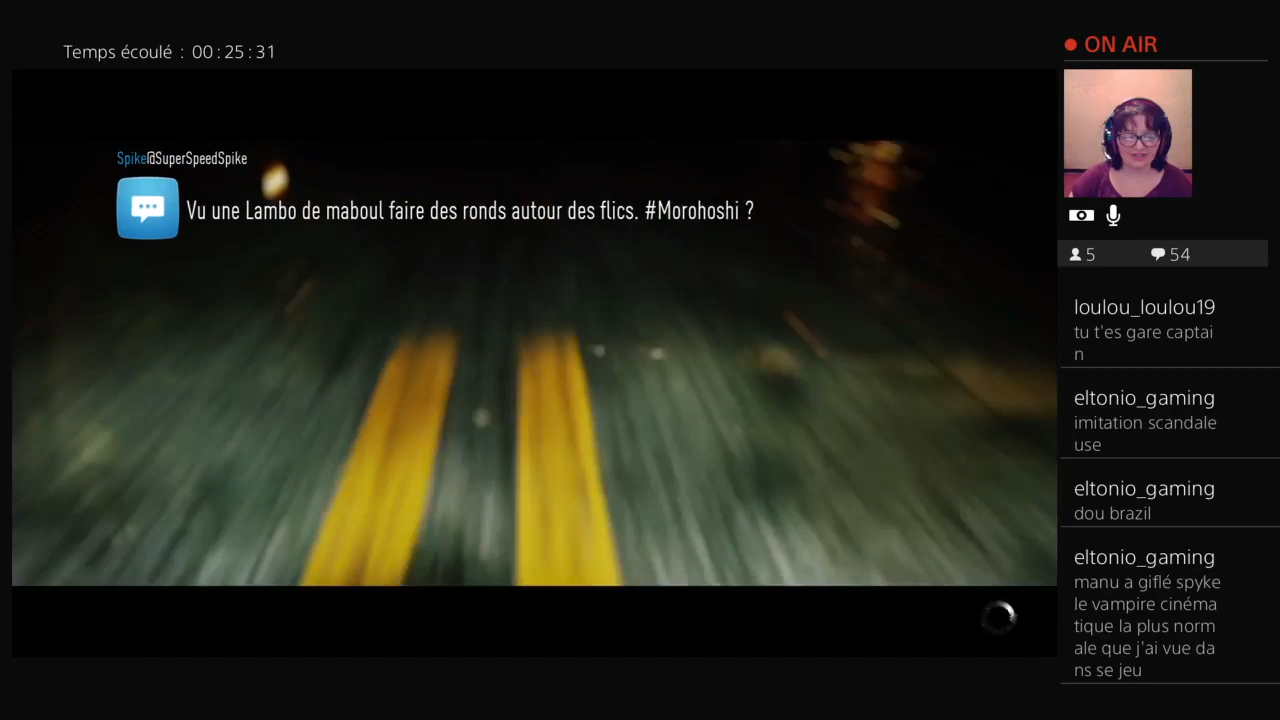 Temps écoulé : 00:25:31
ON AIR
Spike@SuperSpeedSpike
Vu une Lambo de maboul faire des ronds autour des flics. #Morohoshi ?
5 54
loulou_loulou19
tu t'es gare captai
n
eltonio_gaming
imitation scandale
use
eltonio_gaming
dou brazil
eltonio_gaming
manu a giflé spyke
le vampire cinéma
tique la plus norm
ale que j'ai vue da
ns se jeu